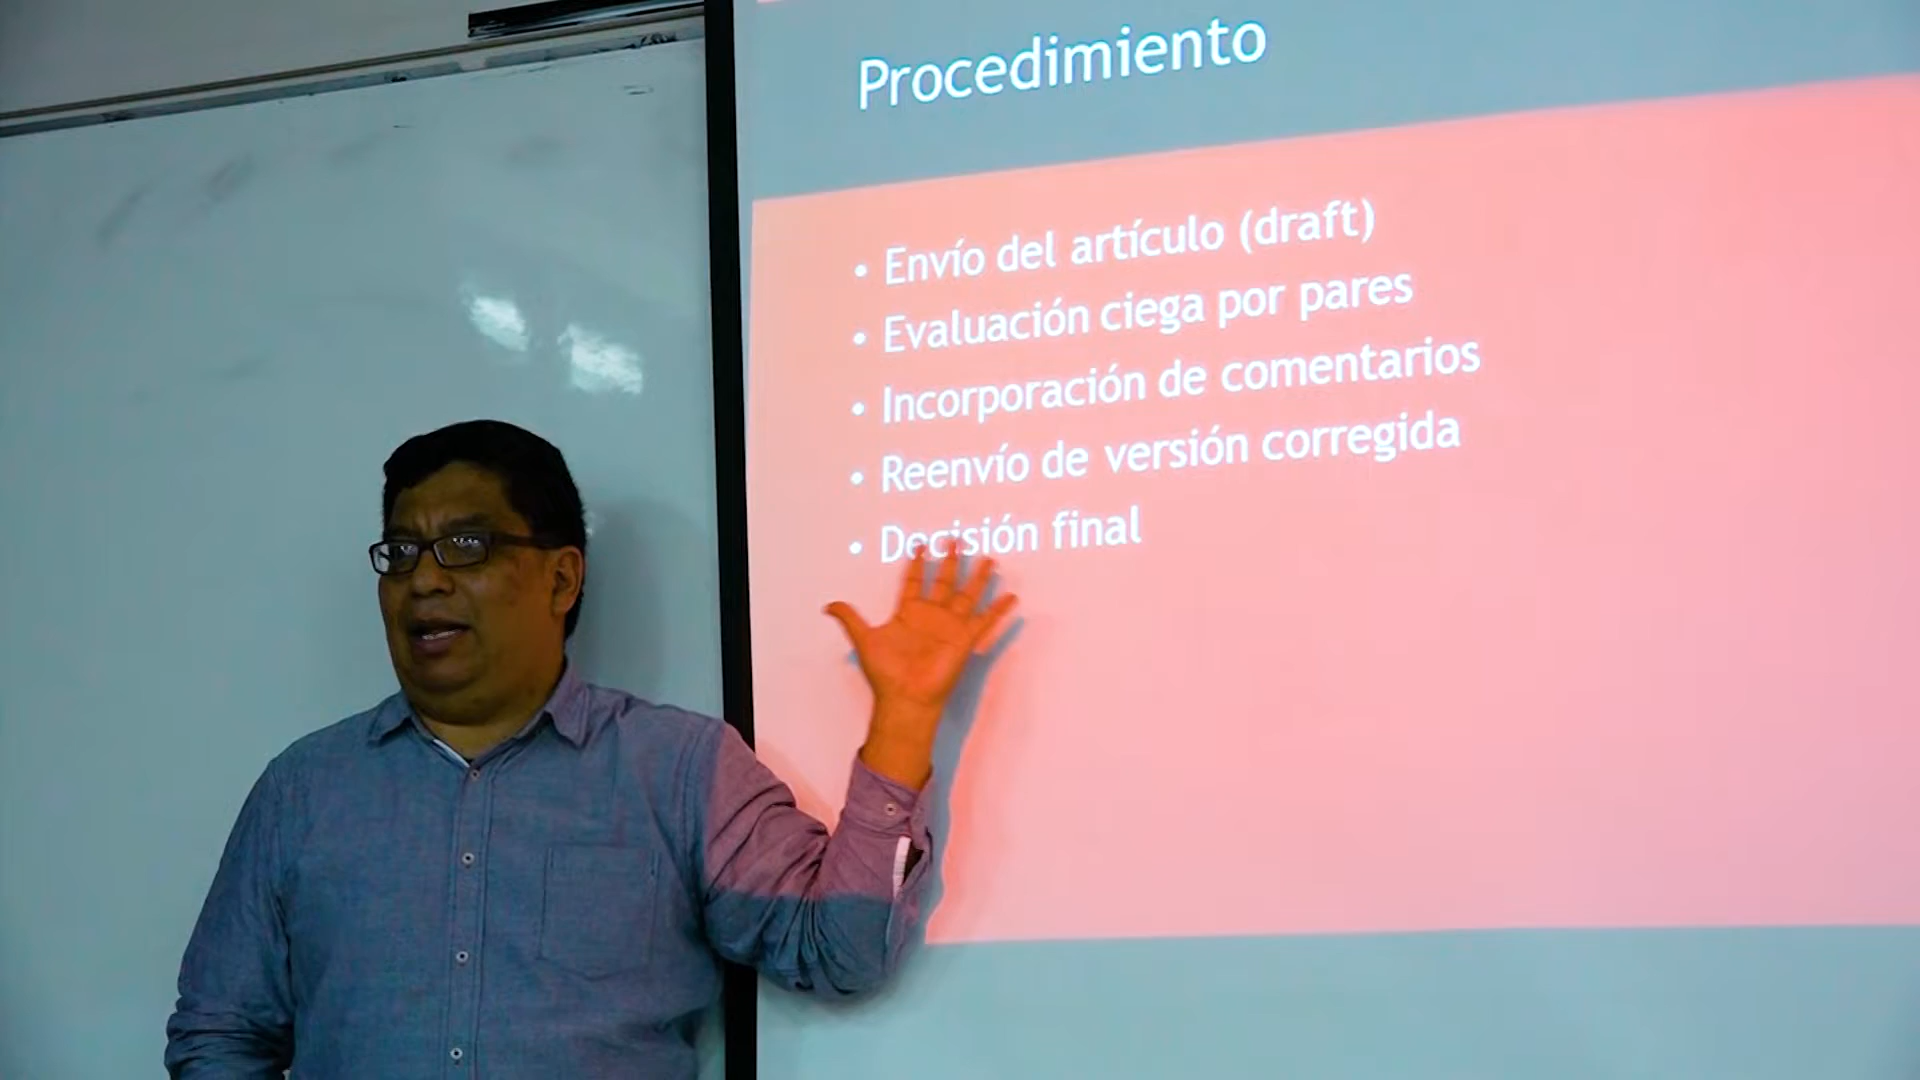 Procedimiento
• Envío del artículo (draft)
• Evaluación ciega por pares
• Incorporación de comentarios
• Reenvío de versión corregida
• Decisión final